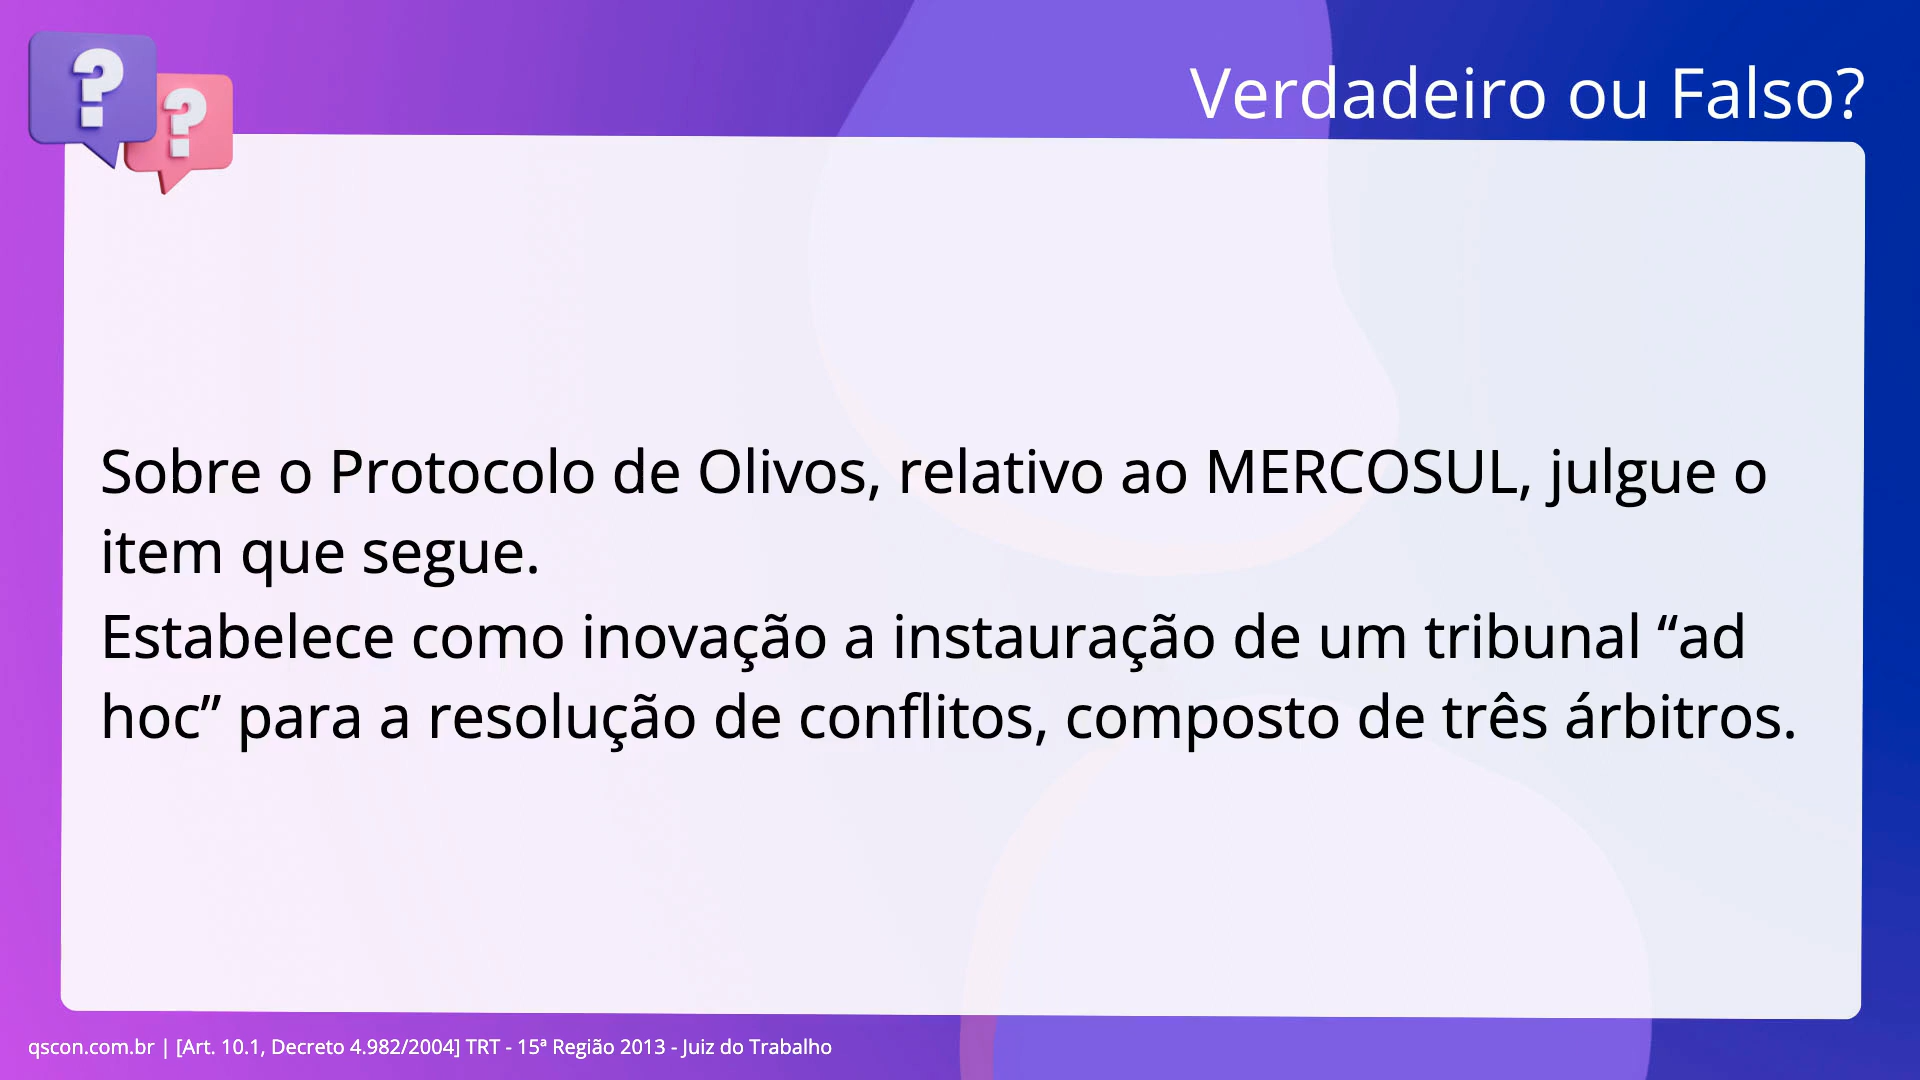 Verdadeiro ou Falso?
Sobre o Protocolo de Olivos, relativo ao MERCOSUL, julgue o
item que segue.
Estabelece como inovação a instauração de um tribunal “ad
hoc” para a resolução de conflitos, composto de três árbitros.
qscon.com.br | [Art. 10.1, Decreto 4.982/2004] TRT - 15ª Região 2013 - Juiz do Trabalho